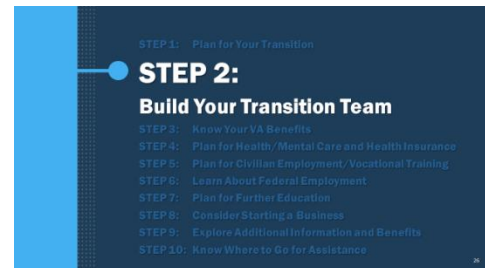 STEP 1: Plan for Your Transition
STEP 2:
Build Your Transition Team
STEP 3: Know Your VA Benefits
STEP 4: Plan for Health/Mental Care and Health Insurance
STEP 5: Plan for Civilian Employment/Vocational Training
STEP 6: Learn About Federal Employment
STEP 7: Plan for Further Education
STEP 8: Consider Starting a Business
STEP 9: Explore Additional Information and Benefits
STEP 10: Know Where to Go for Assistance
26